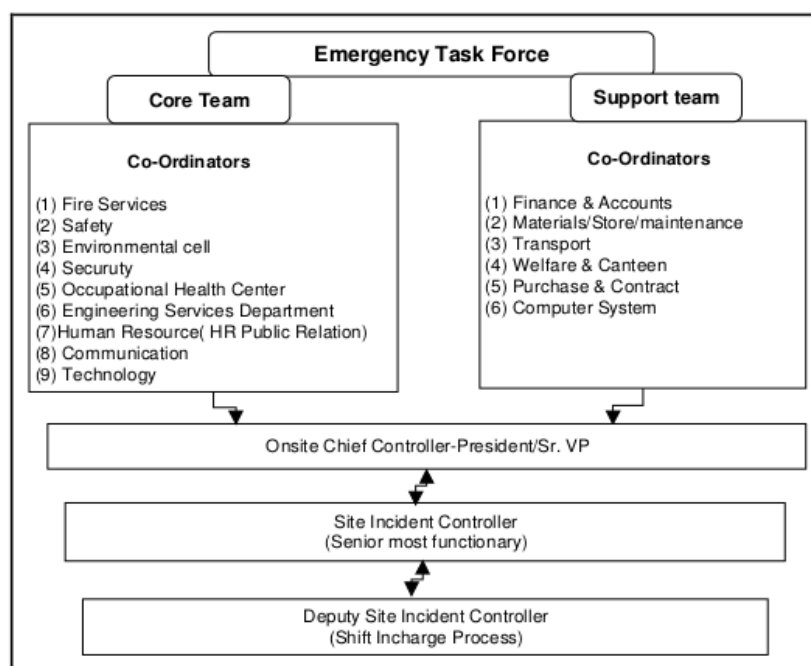 Emergency Task Force
Core Team
Co-Ordinators
(1) Fire Services
(2) Safety
(3) Environmental cell
(4) Securuty
(5) Occupational Health Center
(6) Engineering Services Department
(7)Human Resource( HR Public Relation)
(8) Communication
(9) Technology
Support team
Co-Ordinators
(1) Finance & Accounts
(2) Materials/Store/maintenance
(3) Transport
(4) Welfare & Canteen
(5) Purchase & Contract
(6) Computer System
Onsite Chief Controller-President/Sr. VP
Site Incident Controller
(Senior most functionary)
Deputy Site Incident Controller
(Shift Incharge Process)